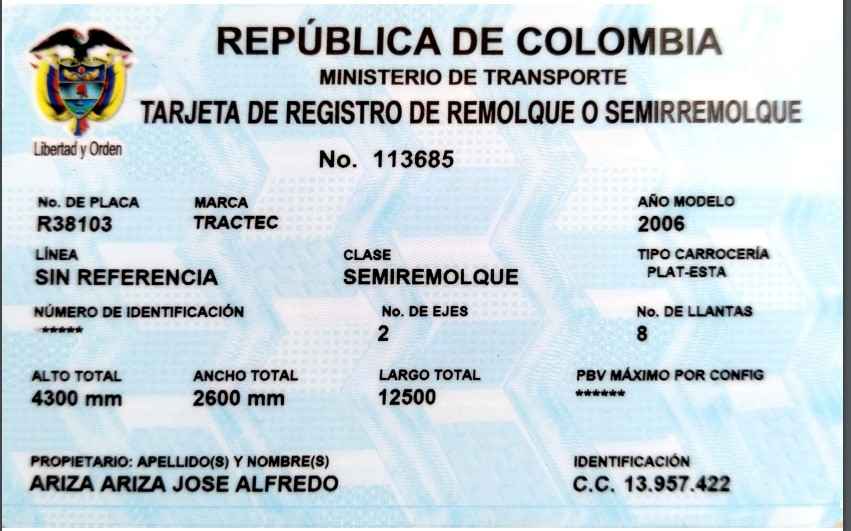 REPÚBLICA DE COLOMBIA
MINISTERIO DE TRANSPORTE
TARJETA DE REGISTRO DE REMOLQUE O SEMIRREMOLQUE
Libertad y Orden
No. 113685
No. DE PLACA MARCA AÑO MODELO
R38103 TRACTEC 2006
LÍNEA CLASE TIPO CARROCERÍA
SIN REFERENCIA SEMIREMOLQUE PLAT-ESTA
NÚMERO DE IDENTIFICACIÓN No. DE EJES No. DE LLANTAS
***** 2 8
ALTO TOTAL ANCHO TOTAL LARGO TOTAL PBV MÁXIMO POR CONFIG
4300 mm 2600 mm 12500 ******
PROPIETARIO: APELLIDO(S) Y NOMBRE(S) IDENTIFICACIÓN
ARIZA ARIZA JOSE ALFREDO C.C. 13.957.422